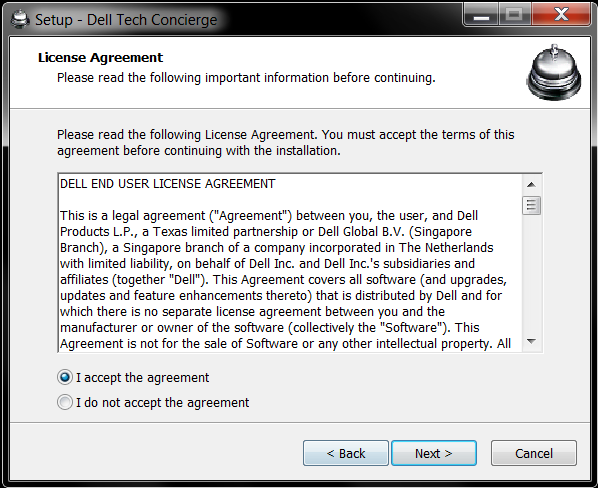 Setup - Dell Tech Concierge
License Agreement
Please read the following important information before continuing.
Please read the following License Agreement. You must accept the terms of this
agreement before continuing with the installation.
DELL END USER LICENSE AGREEMENT
This is a legal agreement ("Agreement") between you, the user, and Dell
Products L.P., a Texas limited partnership or Dell Global B.V. (Singapore
Branch), a Singapore branch of a company incorporated in The Netherlands
with limited liability, on behalf of Dell Inc. and Dell Inc.'s subsidiaries and
affiliates (together "Dell"). This Agreement covers all software (and upgrades,
updates and feature enhancements thereto) that is distributed by Dell and for
which there is no separate license agreement between you and the
manufacturer or owner of the software (collectively the "Software"). This
Agreement is not for the sale of Software or any other intellectual property. All
I accept the agreement
I do not accept the agreement
< Back
Next >
Cancel